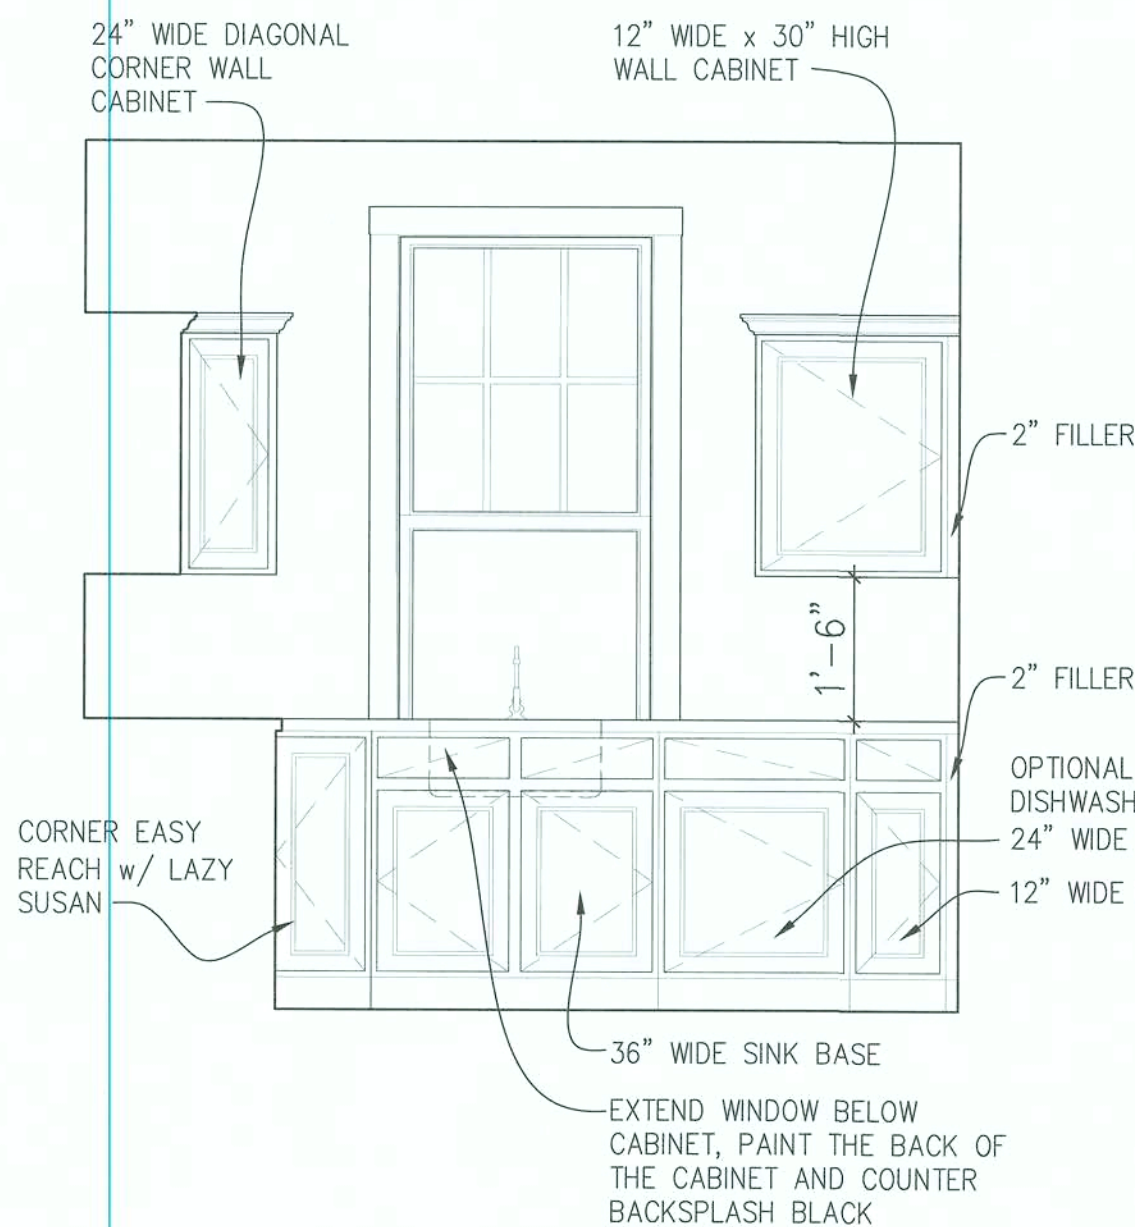 24" WIDE DIAGONAL
CORNER WALL
CABINET
12" WIDE x 30" HIGH
WALL CABINET
2" FILLER
1'-6"
2" FILLER
OPTIONAL
DISHWASH
24" WIDE
12" WIDE
CORNER EASY
REACH w/ LAZY
SUSAN
36" WIDE SINK BASE
EXTEND WINDOW BELOW
CABINET, PAINT THE BACK OF
THE CABINET AND COUNTER
BACKSPLASH BLACK